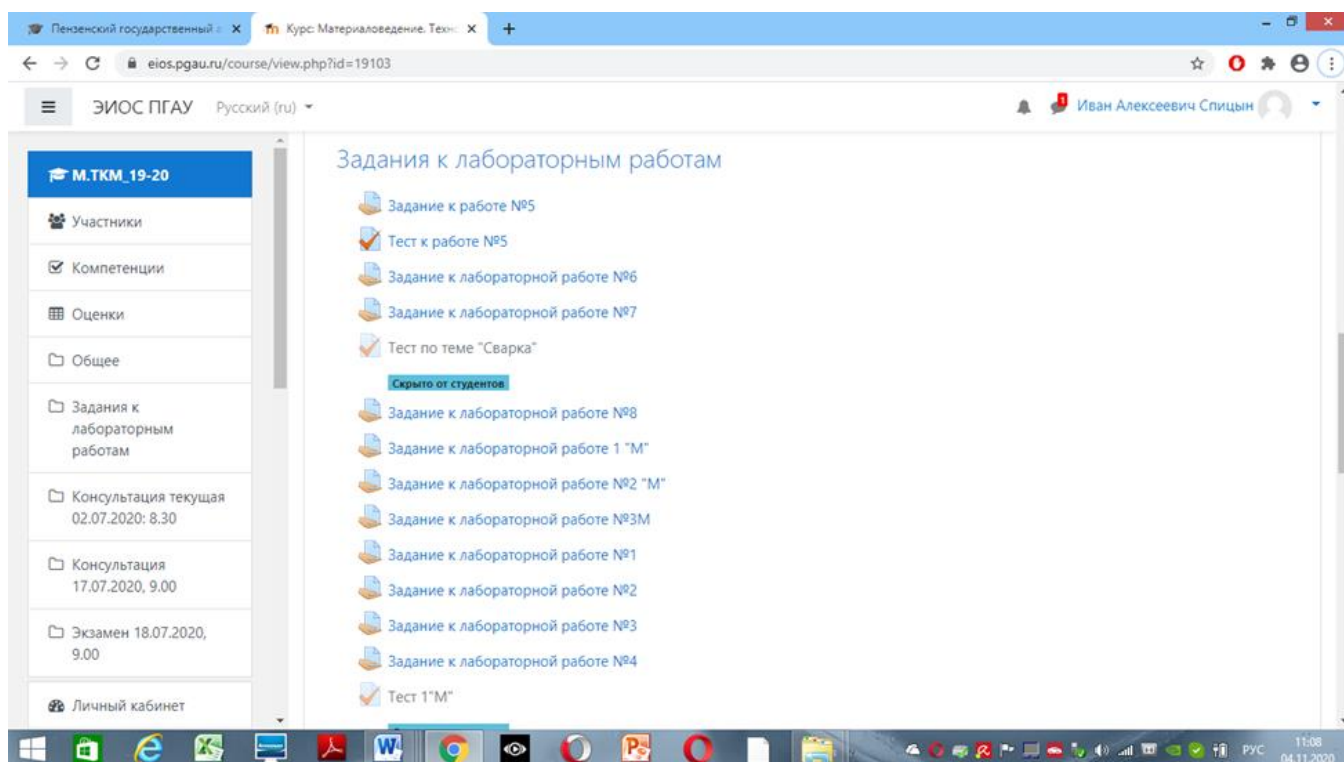 Пензенский государственный а
Курс: Материаловедение. Техно
eios.pgau.ru/course/view.php?id=19103
ЭИОС ПГАУ Русский (ru)
1
Иван Алексеевич Спицын
М.ТКМ_19-20
Участники
Компетенции
Оценки
Общее
Задания к
лабораторным
работам
Консультация текущая
02.07.2020: 8.30
Консультация
17.07.2020, 9.00
Экзамен 18.07.2020,
9.00
Личный кабинет
Задания к лабораторным работам
Задание к работе №5
Тест к работе №5
Задание к лабораторной работе №6
Задание к лабораторной работе №7
Тест по теме "Сварка"
Скрыто от студентов
Задание к лабораторной работе №8
Задание к лабораторной работе 1 "М"
Задание к лабораторной работе №2 "М"
Задание к лабораторной работе №3М
Задание к лабораторной работе №1
Задание к лабораторной работе №2
Задание к лабораторной работе №3
Задание к лабораторной работе №4
Тест 1"М"
РУС
11:08
04.11.2020